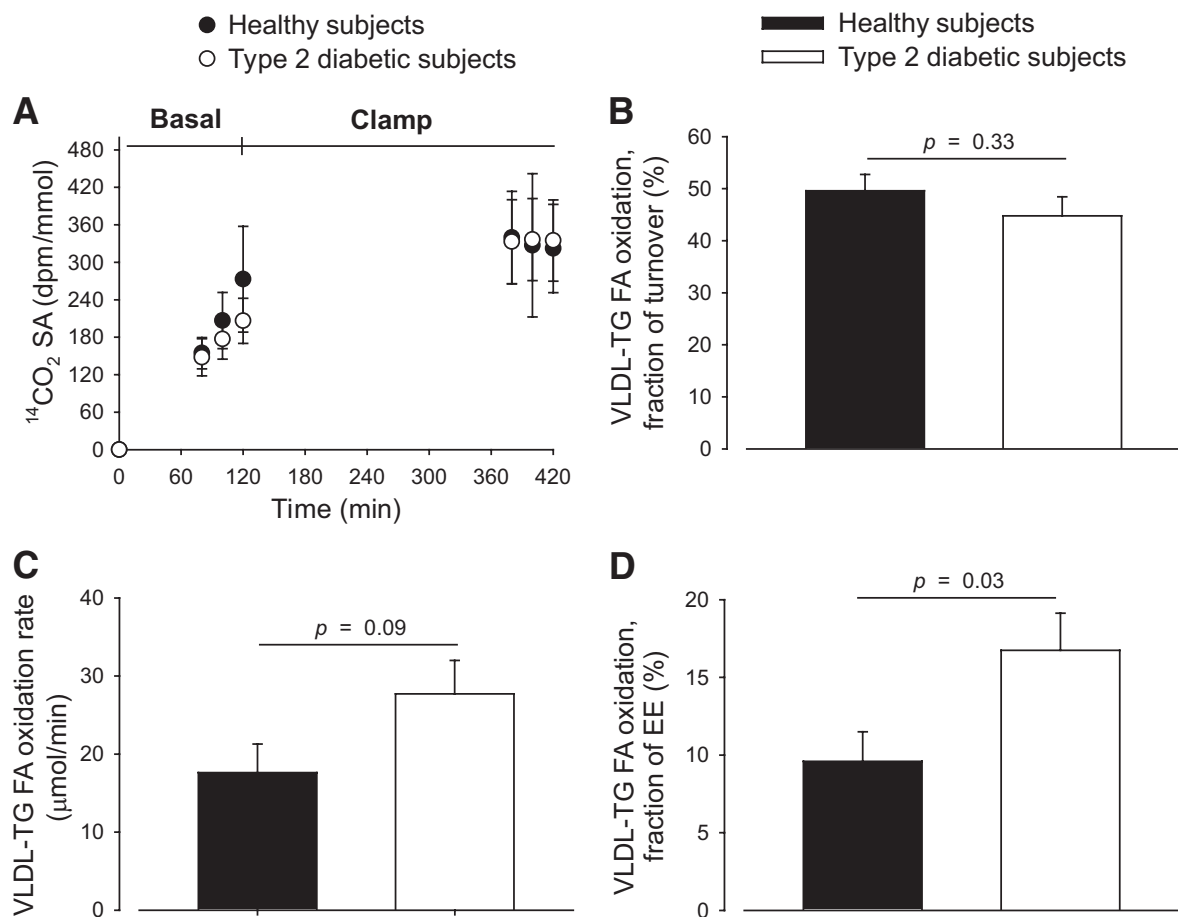 Healthy subjects
Type 2 diabetic subjects
Healthy subjects
Type 2 diabetic subjects
A
Basal
Clamp
480
420
360
300
240
180
120
60
0
¹⁴CO₂ SA (dpm/mmol)
0 60 120 180 240 300 360 420
Time (min)
B
p = 0.33
60
50
40
30
20
10
0
VLDL-TG FA oxidation,
fraction of turnover (%)
C
p = 0.09
40
30
20
10
0
VLDL-TG FA oxidation rate
(μmol/min)
D
p = 0.03
20
15
10
5
0
VLDL-TG FA oxidation,
fraction of EE (%)